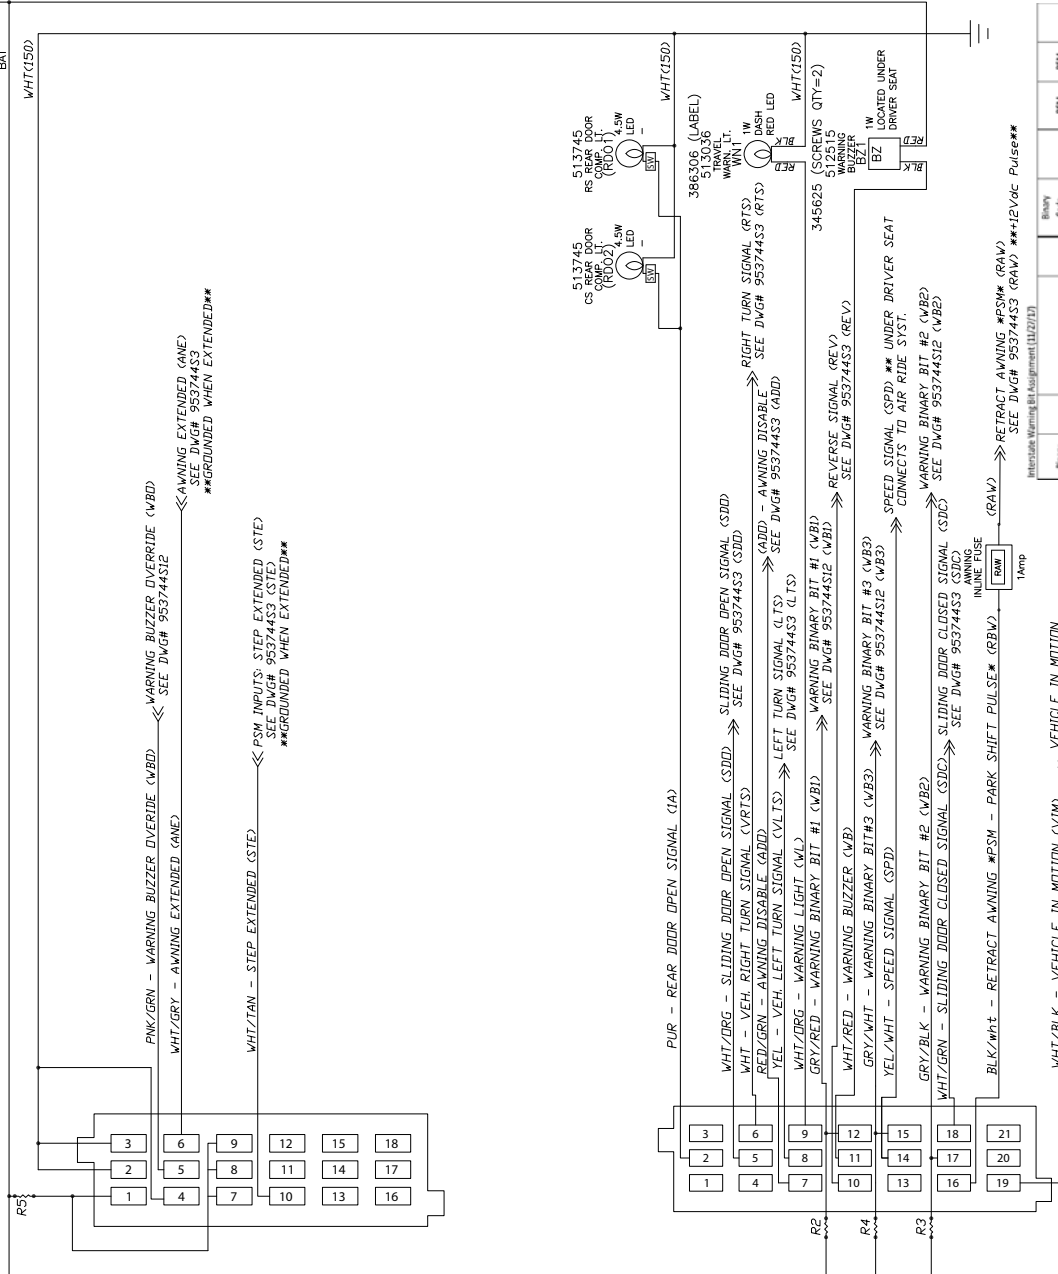 BAT
WHT(150)
PNK/GRN - WARNING BUZZER OVERIDE (WBO)
WARNING BUZZER OVERRIDE (WBO)
SEE DWG# 953744S12
WHT/GRY - AWNING EXTENDED (ANE)
AWNING EXTENDED (ANE)
SEE DWG# 953744S3
**GROUNDED WHEN EXTENDED**
WHT/TAN - STEP EXTENDED (STE)
PSM INPUTS: STEP EXTENDED (STE)
SEE DWG# 953744S3 (STE)
**GROUNDED WHEN EXTENDED**
3
6
9
12
15
18
2
5
8
11
14
17
1
4
7
10
13
16
R5
513745
RS REAR DOOR
COMP. LT.
(RDO1)
4.5W
LED
SW
513745
CS REAR DOOR
COMP. LT.
(RDO2)
4.5W
LED
SW
WHT(150)
386306 (LABEL)
513036
TRAVEL
WARN. LT.
WN1
1W
DASH
RED LED
RED
BLK
WHT(150)
345625 (SCREWS QTY=2)
512515
WARNING
BUZZER
BZ1
BZ
1W
LOCATED UNDER
DRIVER SEAT
BLK
RED
PUR - REAR DOOR OPEN SIGNAL (1A)
WHT/ORG - SLIDING DOOR OPEN SIGNAL (SDO)
SLIDING DOOR OPEN SIGNAL (SDO)
SEE DWG# 953744S3 (SDO)
WHT - VEH. RIGHT TURN SIGNAL (VRTS)
RIGHT TURN SIGNAL (RTS)
SEE DWG# 953744S3 (RTS)
RED/GRN - AWNING DISABLE (ADO)
(ADO) - AWNING DISABLE
SEE DWG# 953744S3 (ADO)
YEL - VEH. LEFT TURN SIGNAL (VLTS)
LEFT TURN SIGNAL (LTS)
SEE DWG# 953744S3 (LTS)
WHT/ORG - WARNING LIGHT (WL)
GRY/RED - WARNING BINARY BIT #1 (WB1)
WARNING BINARY BIT #1 (WB1)
SEE DWG# 953744S12 (WB1)
REVERSE SIGNAL (REV)
SEE DWG# 953744S3 (REV)
WHT/RED - WARNING BUZZER (WB)
GRY/WHT - WARNING BINARY BIT#3 (WB3)
WARNING BINARY BIT #3 (WB3)
SEE DWG# 953744S12 (WB3)
YEL/WHT - SPEED SIGNAL (SPD)
SPEED SIGNAL (SPD) ** UNDER DRIVER SEAT
CONNECTS TO AIR RIDE SYST.
GRY/BLK - WARNING BINARY BIT #2 (WB2)
WARNING BINARY BIT #2 (WB2)
SEE DWG# 953744S12 (WB2)
WHT/GRN - SLIDING DOOR CLOSED SIGNAL (SDC)
SLIDING DOOR CLOSED SIGNAL (SDC)
SEE DWG# 953744S3 (SDC)
BLK/wht - RETRACT AWNING *PSM - PARK SHIFT PULSE* (RBW)
AWNING
INLINE FUSE
RAW
1Amp
(RAW)
RETRACT AWNING *PSM* (RAW)
SEE DWG# 953744S3 (RAW) **+12Vdc Pulse**
WHT/BLK - VEHICLE IN MOTION (VIM)
VEHICLE IN MOTION
3
6
9
12
15
18
21
2
5
8
11
14
17
20
1
4
7
10
13
16
19
R2
R4
R3
Interstate Warning Bit Assignment (11/27/17)
Binary